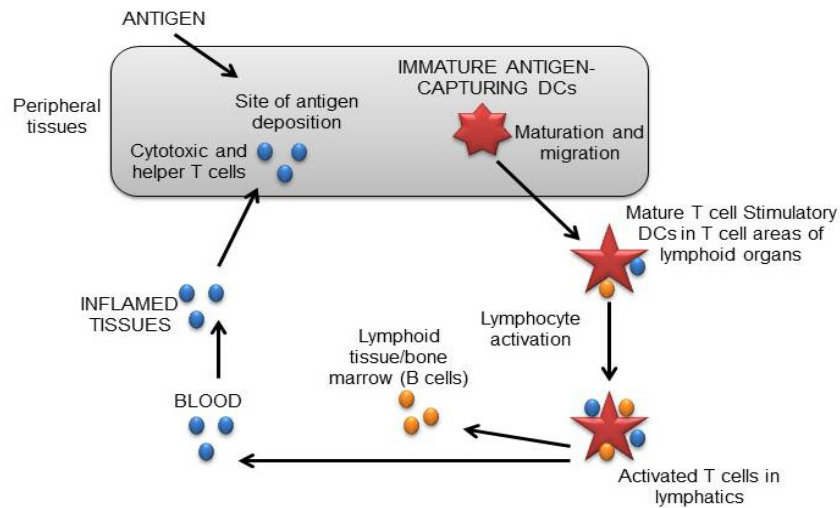 ANTIGEN
Peripheral
tissues
Site of antigen
deposition
Cytotoxic and
helper T cells
IMMATURE ANTIGEN-
CAPTURING DCs
Maturation and
migration
Mature T cell Stimulatory
DCs in T cell areas of
lymphoid organs
Lymphocyte
activation
INFLAMED
TISSUES
Lymphoid
tissue/bone
marrow (B cells)
BLOOD
Activated T cells in
lymphatics